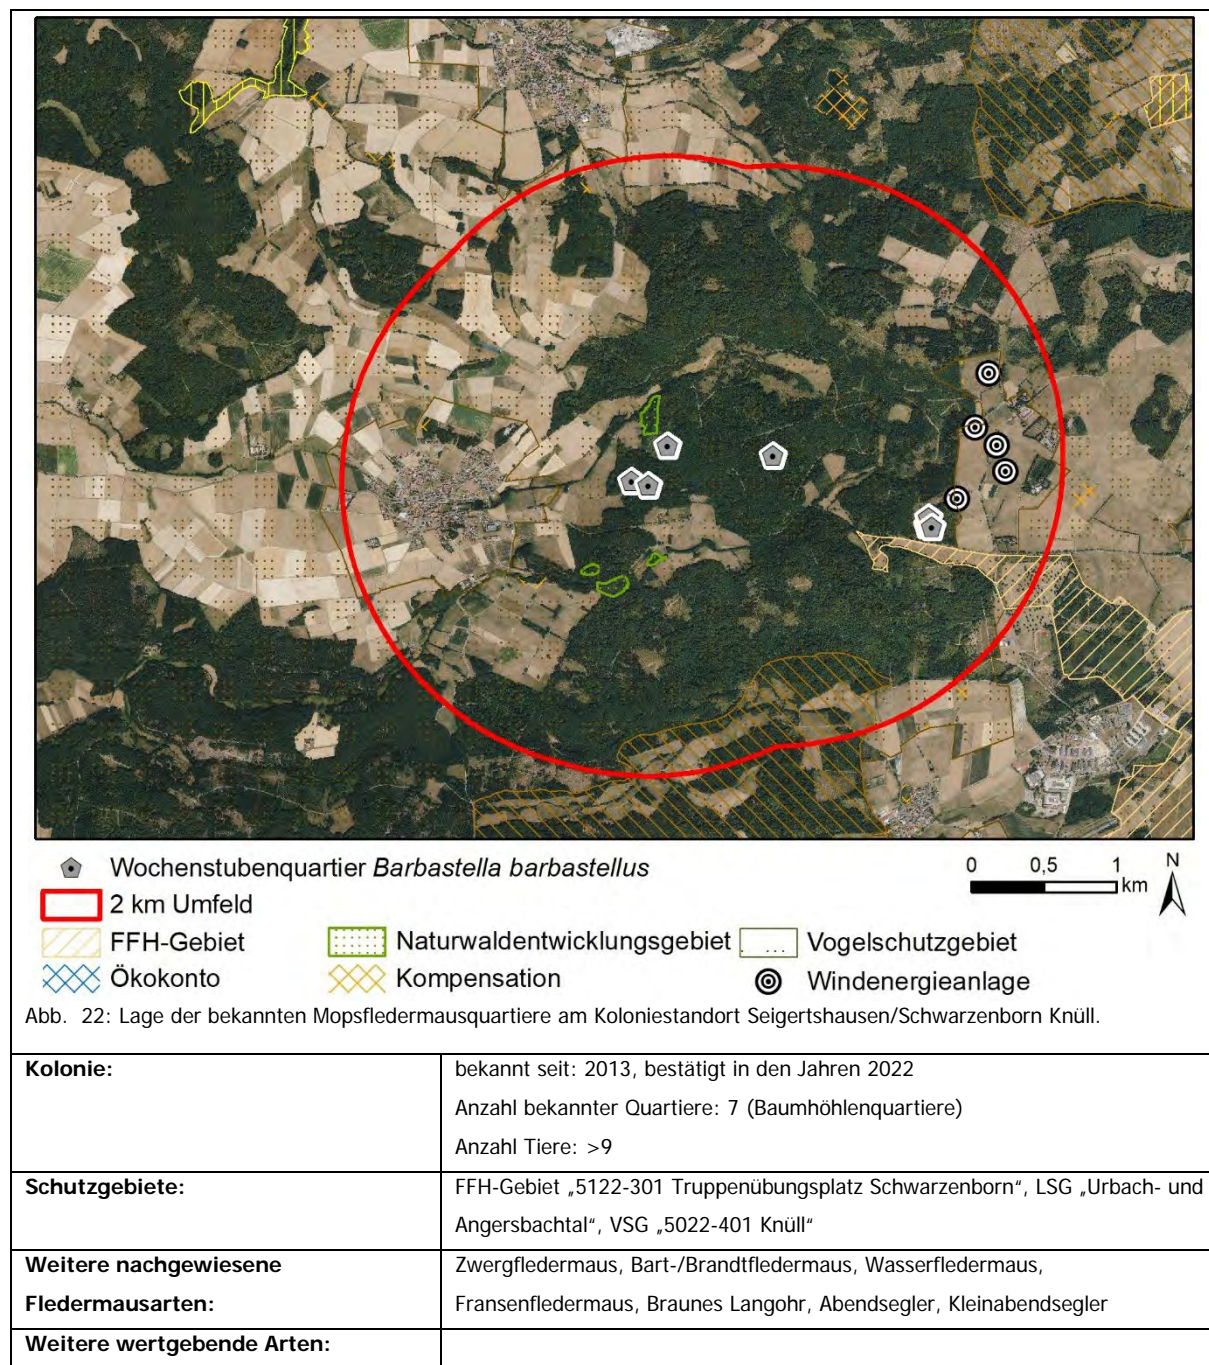 Wochenstubenquartier Barbastella barbastellus
0 0,5 1
km
N
2 km Umfeld
FFH-Gebiet Naturwaldentwicklungsgebiet Vogelschutzgebiet
Ökokonto Kompensation Windenergieanlage
Abb. 22: Lage der bekannten Mopsfledermausquartiere am Koloniestandort Seigertshausen/Schwarzenborn Knüll.
Kolonie: bekannt seit: 2013, bestätigt in den Jahren 2022
Anzahl bekannter Quartiere: 7 (Baumhöhlenquartiere)
Anzahl Tiere: >9
Schutzgebiete: FFH-Gebiet „5122-301 Truppenübungsplatz Schwarzenborn“, LSG „Urbach- und
Angersbachtal“, VSG „5022-401 Knüll“
Weitere nachgewiesene Zwergfledermaus, Bart-/Brandtfledermaus, Wasserfledermaus,
Fledermausarten: Fransenfledermaus, Braunes Langohr, Abendsegler, Kleinabendsegler
Weitere wertgebende Arten: